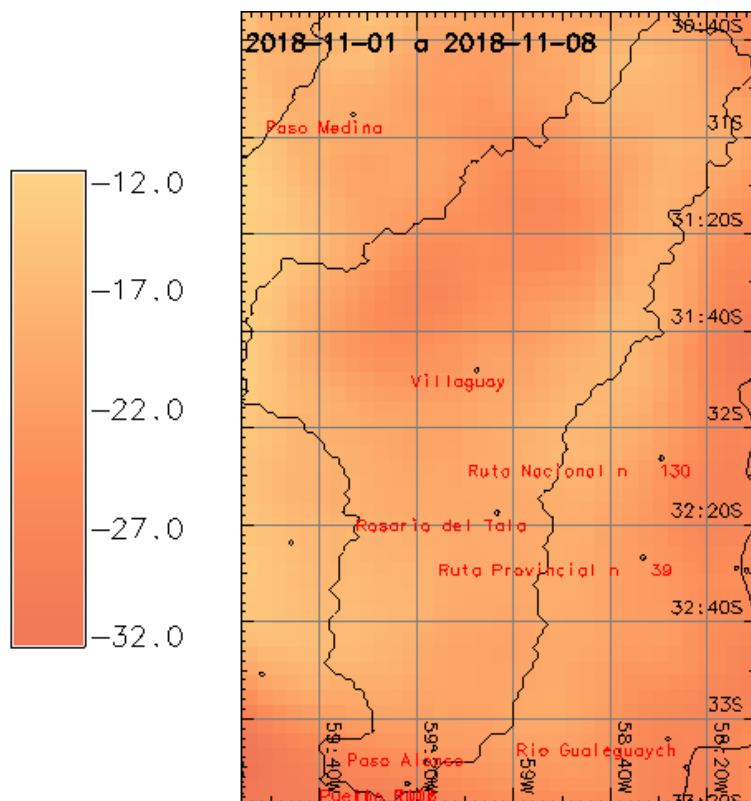 2018-11-01 a 2018-11-08
30:40S
Paso Medina
31S
-12.0
31:20S
-17.0
31:40S
Villaguay
-22.0
32S
Ruta Nacional n 130
32:20S
Rosario del Tala
-27.0
Ruta Provincial n 39
32:40S
-32.0
33S
59:40W
59:20W
59W
58:40W
58:20W
Rio Gualeguaych
Paso Alonso
33:20S